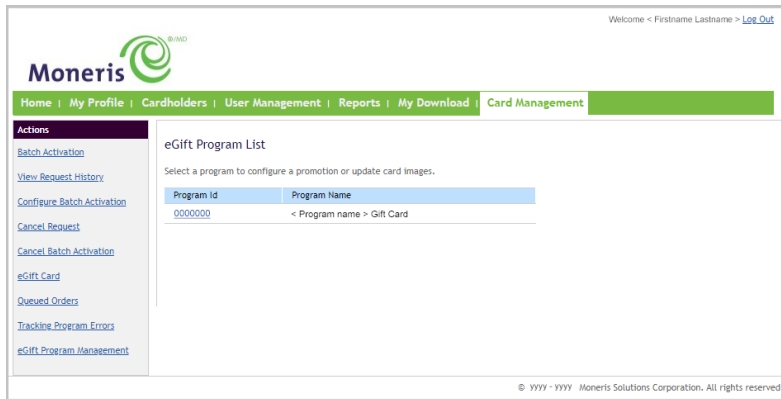 Welcome < Firstname Lastname > Log Out
®/MD
Moneris
Home | My Profile | Cardholders | User Management | Reports | My Download | Card Management
Actions
Batch Activation
View Request History
Configure Batch Activation
Cancel Request
Cancel Batch Activation
eGift Card
Queued Orders
Tracking Program Errors
eGift Program Management
eGift Program List
Select a program to configure a promotion or update card images.
Program Id Program Name
0000000 < Program name > Gift Card
© yyyy - yyyy Moneris Solutions Corporation. All rights reserved